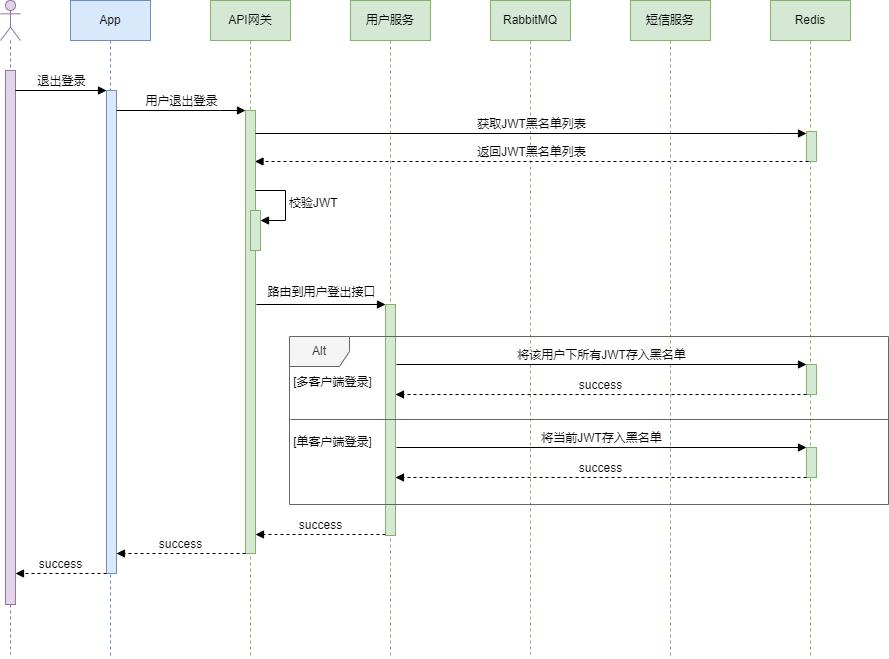 App
API网关
用户服务
RabbitMQ
短信服务
Redis
退出登录
用户退出登录
获取JWT黑名单列表
返回JWT黑名单列表
校验JWT
路由到用户登出接口
Alt
将该用户下所有JWT存入黑名单
[多客户端登录]
success
将当前JWT存入黑名单
[单客户端登录]
success
success
success
success